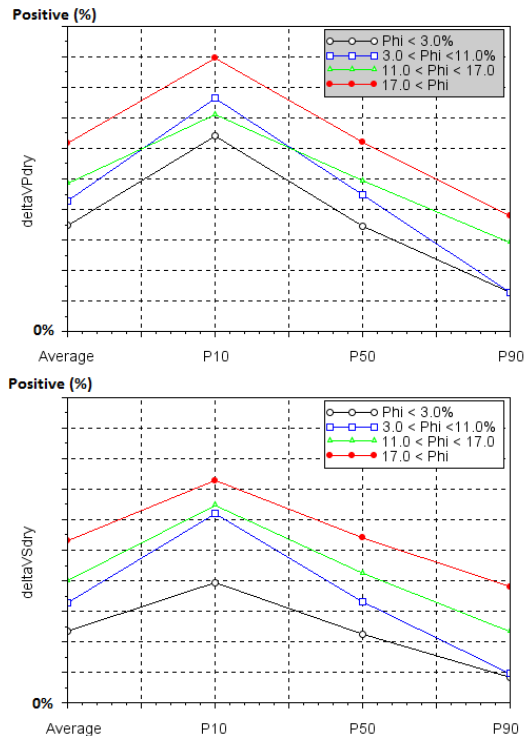 Positive (%)
Phi < 3.0%
3.0 < Phi <11.0%
11.0 < Phi < 17.0
17.0 < Phi
deltaVPdry
0%
Average P10 P50 P90
Positive (%)
Phi < 3.0%
3.0 < Phi <11.0%
11.0 < Phi < 17.0
17.0 < Phi
deltaVSdry
0%
Average P10 P50 P90